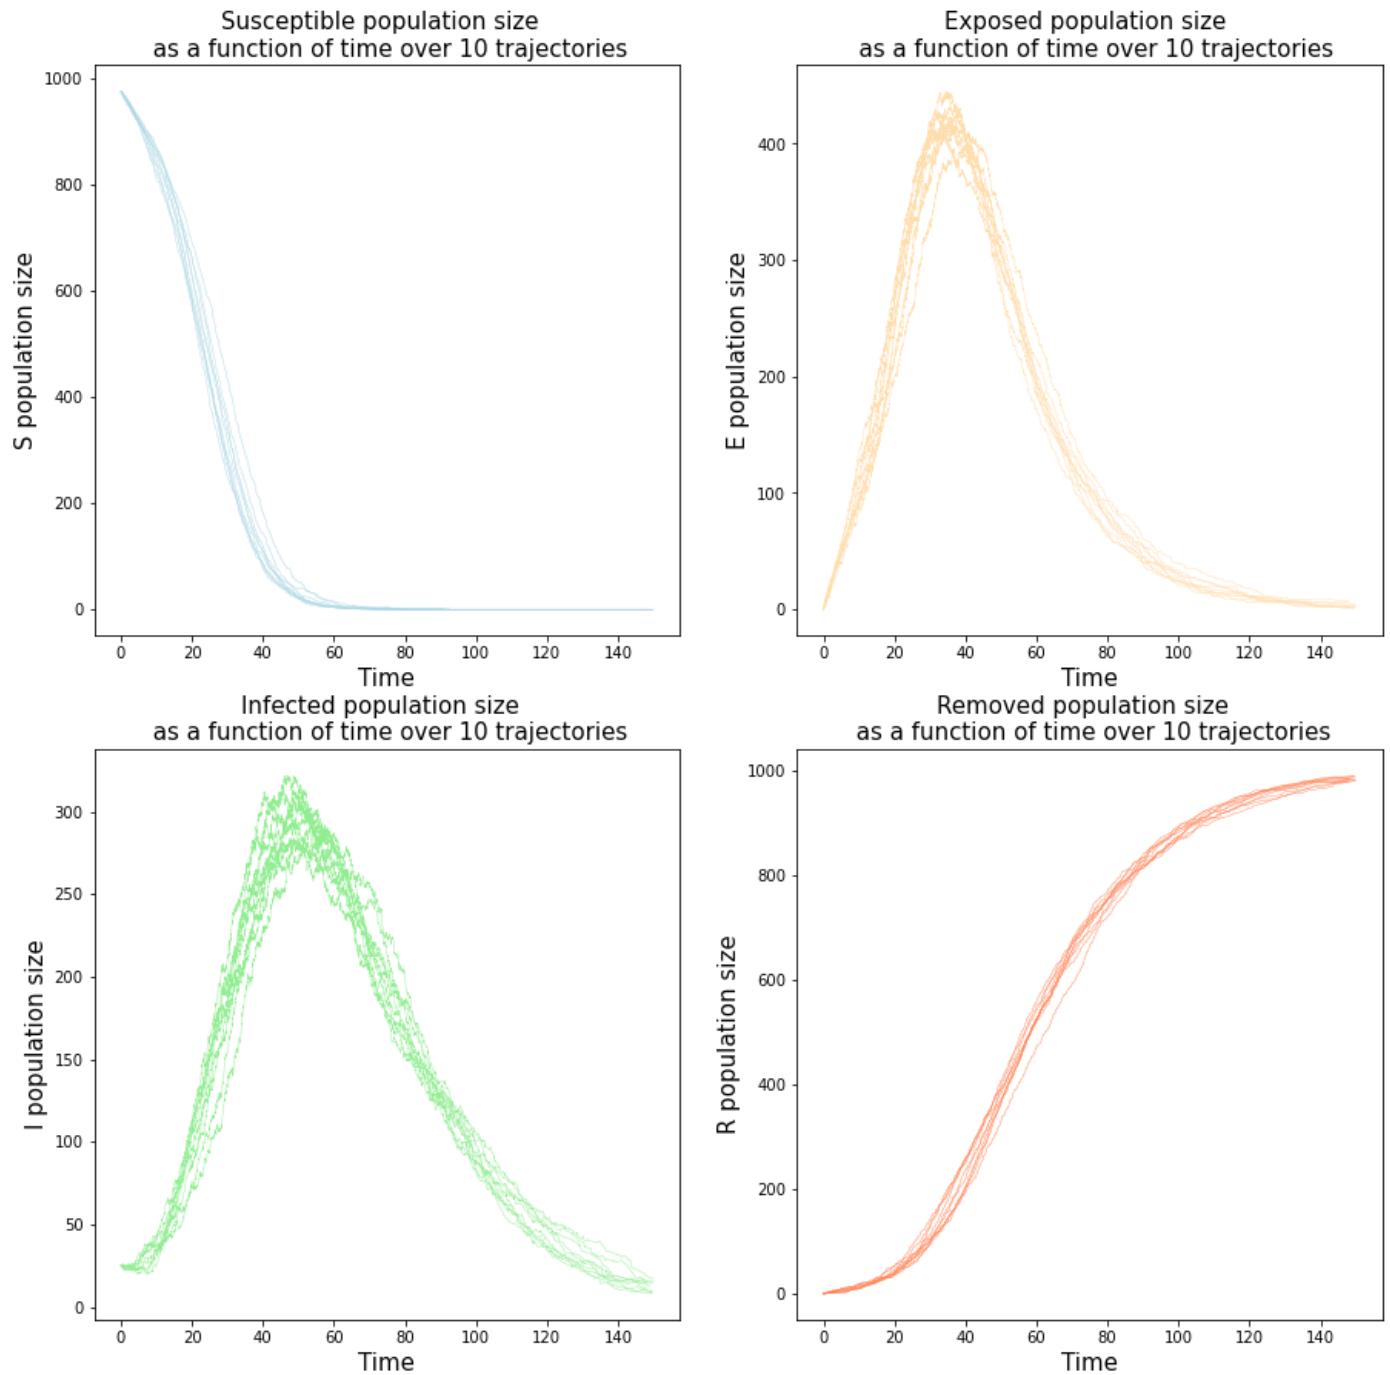 Susceptible population size
as a function of time over 10 trajectories
1000
800
600
400
200
0
S population size
0 20 40 60 80 100 120 140
Time
Exposed population size
as a function of time over 10 trajectories
400
300
200
100
0
E population size
0 20 40 60 80 100 120 140
Time
Infected population size
as a function of time over 10 trajectories
300
250
200
150
100
50
0
I population size
0 20 40 60 80 100 120 140
Time
Removed population size
as a function of time over 10 trajectories
1000
800
600
400
200
0
R population size
0 20 40 60 80 100 120 140
Time